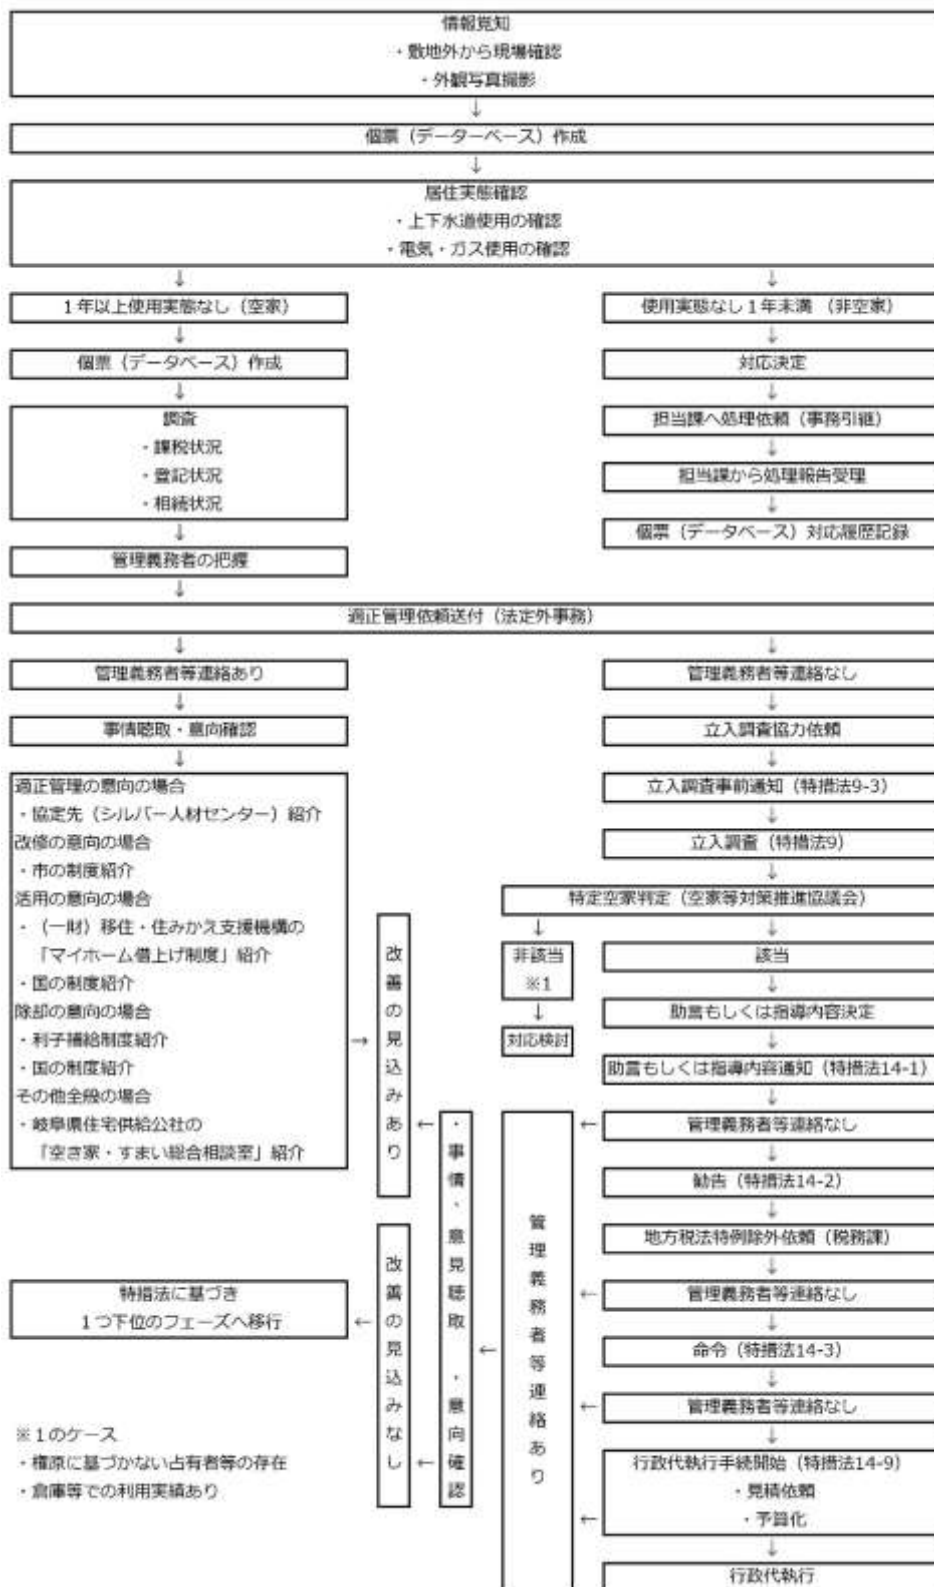 情報覚知
・敷地外から現場確認
・外観写真撮影
↓
個票（データーベース）作成
↓
居住実態確認
・上下水道使用の確認
・電気・ガス使用の確認
↓
1年以上使用実態なし（空家）
↓
個票（データベース）作成
↓
調査
・課税状況
・登記状況
・相続状況
↓
管理義務者の把握
↓
↓
使用実態なし1年未満 （非空家）
↓
対応決定
↓
担当課へ処理依頼（事務引継）
↓
担当課から処理報告受理
↓
個票（データベース）対応履歴記録
適正管理依頼送付（法定外事務）
↓
管理義務者等連絡あり
↓
事情聴取・意向確認
↓
適正管理の意向の場合
・協定先（シルバー人材センター）紹介
改修の意向の場合
・市の制度紹介
活用の意向の場合
・（一財）移住・住みかえ支援機構の
「マイホーム借上げ制度」紹介
・国の制度紹介
除却の意向の場合
・利子補給制度紹介
・国の制度紹介
その他全般の場合
・岐阜県住宅供給公社の
「空き家・すまい総合相談室」紹介
→
改善の見込みあり
↓
管理義務者等連絡なし
↓
立入調査協力依頼
↓
立入調査事前通知（特措法9-3）
↓
立入調査（特措法9）
↓
特定空家判定（空家等対策推進協議会）
↓
非該当
※1
↓
対応検討
↓
該当
↓
助言もしくは指導内容決定
↓
助言もしくは指導内容通知（特措法14-1）
↓
管理義務者等連絡なし
↓
勧告（特措法14-2）
↓
地方税法特例除外依頼（税務課）
↓
管理義務者等連絡なし
↓
命令（特措法14-3）
↓
管理義務者等連絡なし
↓
行政代執行手続開始（特措法14-9）
・見積依頼
・予算化
↓
行政代執行
←
←
←
←
管理義務者等連絡あり
←
・事情、意見聴取 ・意向確認
←
←
改善の見込みなし
←
特措法に基づき
1つ下位のフェーズへ移行
※1のケース
・権原に基づかない占有者等の存在
・倉庫等での利用実績あり